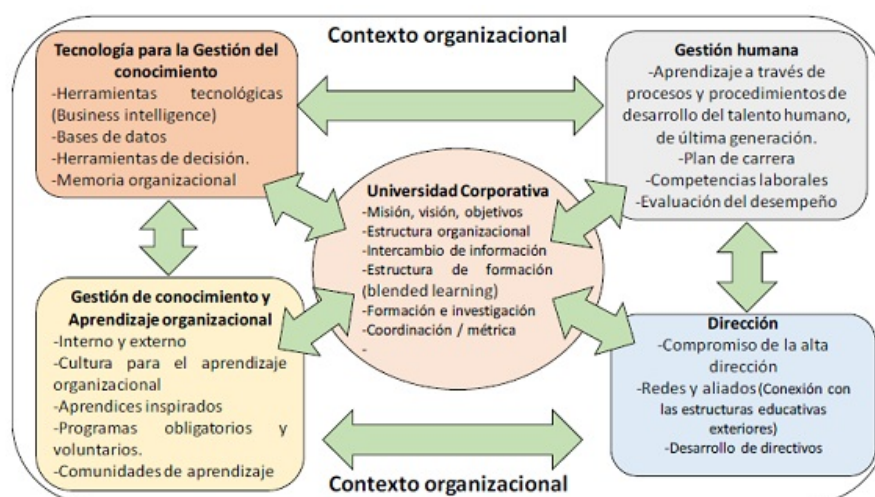 Contexto organizacional
Tecnología para la Gestión del
conocimiento
-Herramientas tecnológicas
(Business intelligence)
-Bases de datos
-Herramientas de decisión.
-Memoria organizacional
Gestión humana
-Aprendizaje a través de
procesos y procedimientos de
desarrollo del talento humano,
de última generación.
-Plan de carrera
-Competencias laborales
-Evaluación del desempeño
Universidad Corporativa
-Misión, visión, objetivos
-Estructura organizacional
-Intercambio de información
-Estructura de formación
(blended learning)
-Formación e investigación
-Coordinación / métrica
-
Gestión de conocimiento y
Aprendizaje organizacional
-Interno y externo
-Cultura para el aprendizaje
organizacional
-Aprendices inspirados
-Programas obligatorios y
voluntarios.
-Comunidades de aprendizaje
Dirección
-Compromiso de la alta
dirección
-Redes y aliados (Conexión con
las estructuras educativas
exteriores)
-Desarrollo de directivos
Contexto organizacional